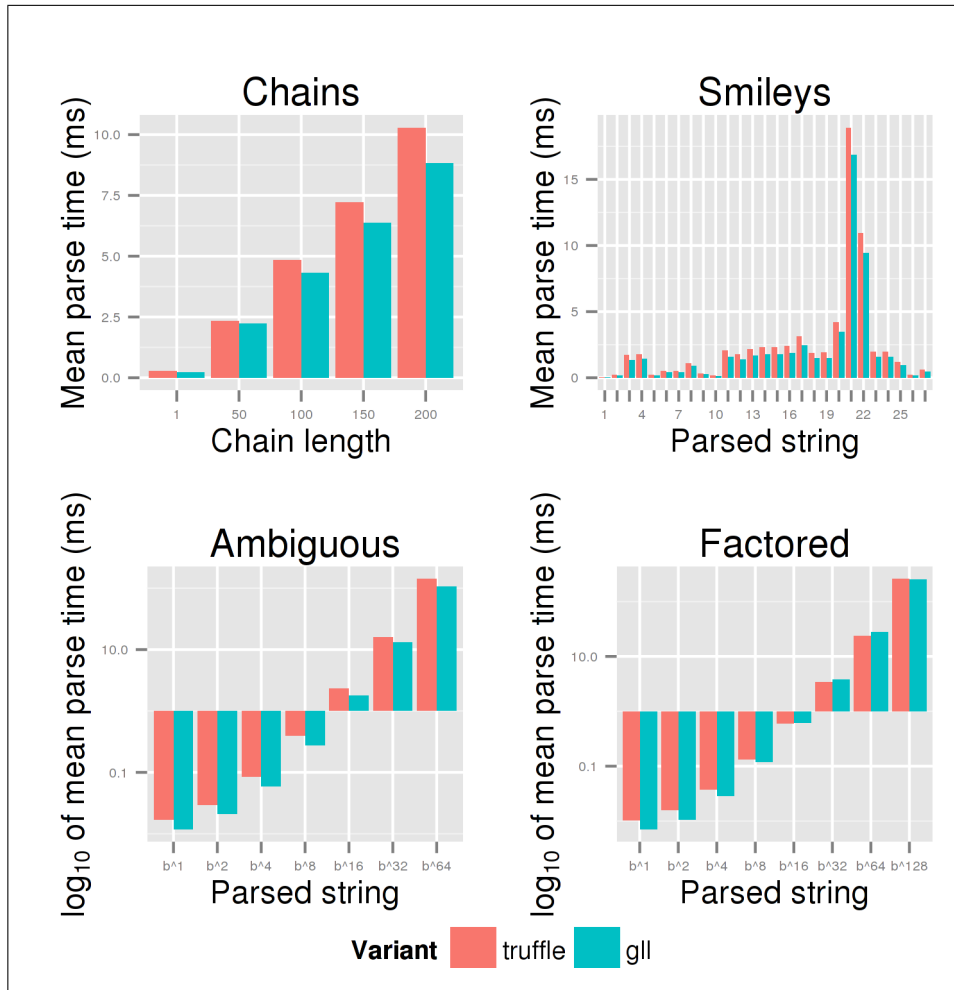 Chains
Mean parse time (ms)
10.0
7.5
5.0
2.5
0.0
1 50 100 150 200
Chain length
Smileys
Mean parse time (ms)
15
10
5
0
1 4 7 10 13 16 19 22 25
Parsed string
Ambiguous
log₁₀ of mean parse time (ms)
10.0
0.1
b^1 b^2 b^4 b^8 b^16 b^32 b^64
Parsed string
Factored
log₁₀ of mean parse time (ms)
10.0
0.1
b^1 b^2 b^4 b^8 b^16 b^32 b^64 b^128
Parsed string
Variant truffle gll